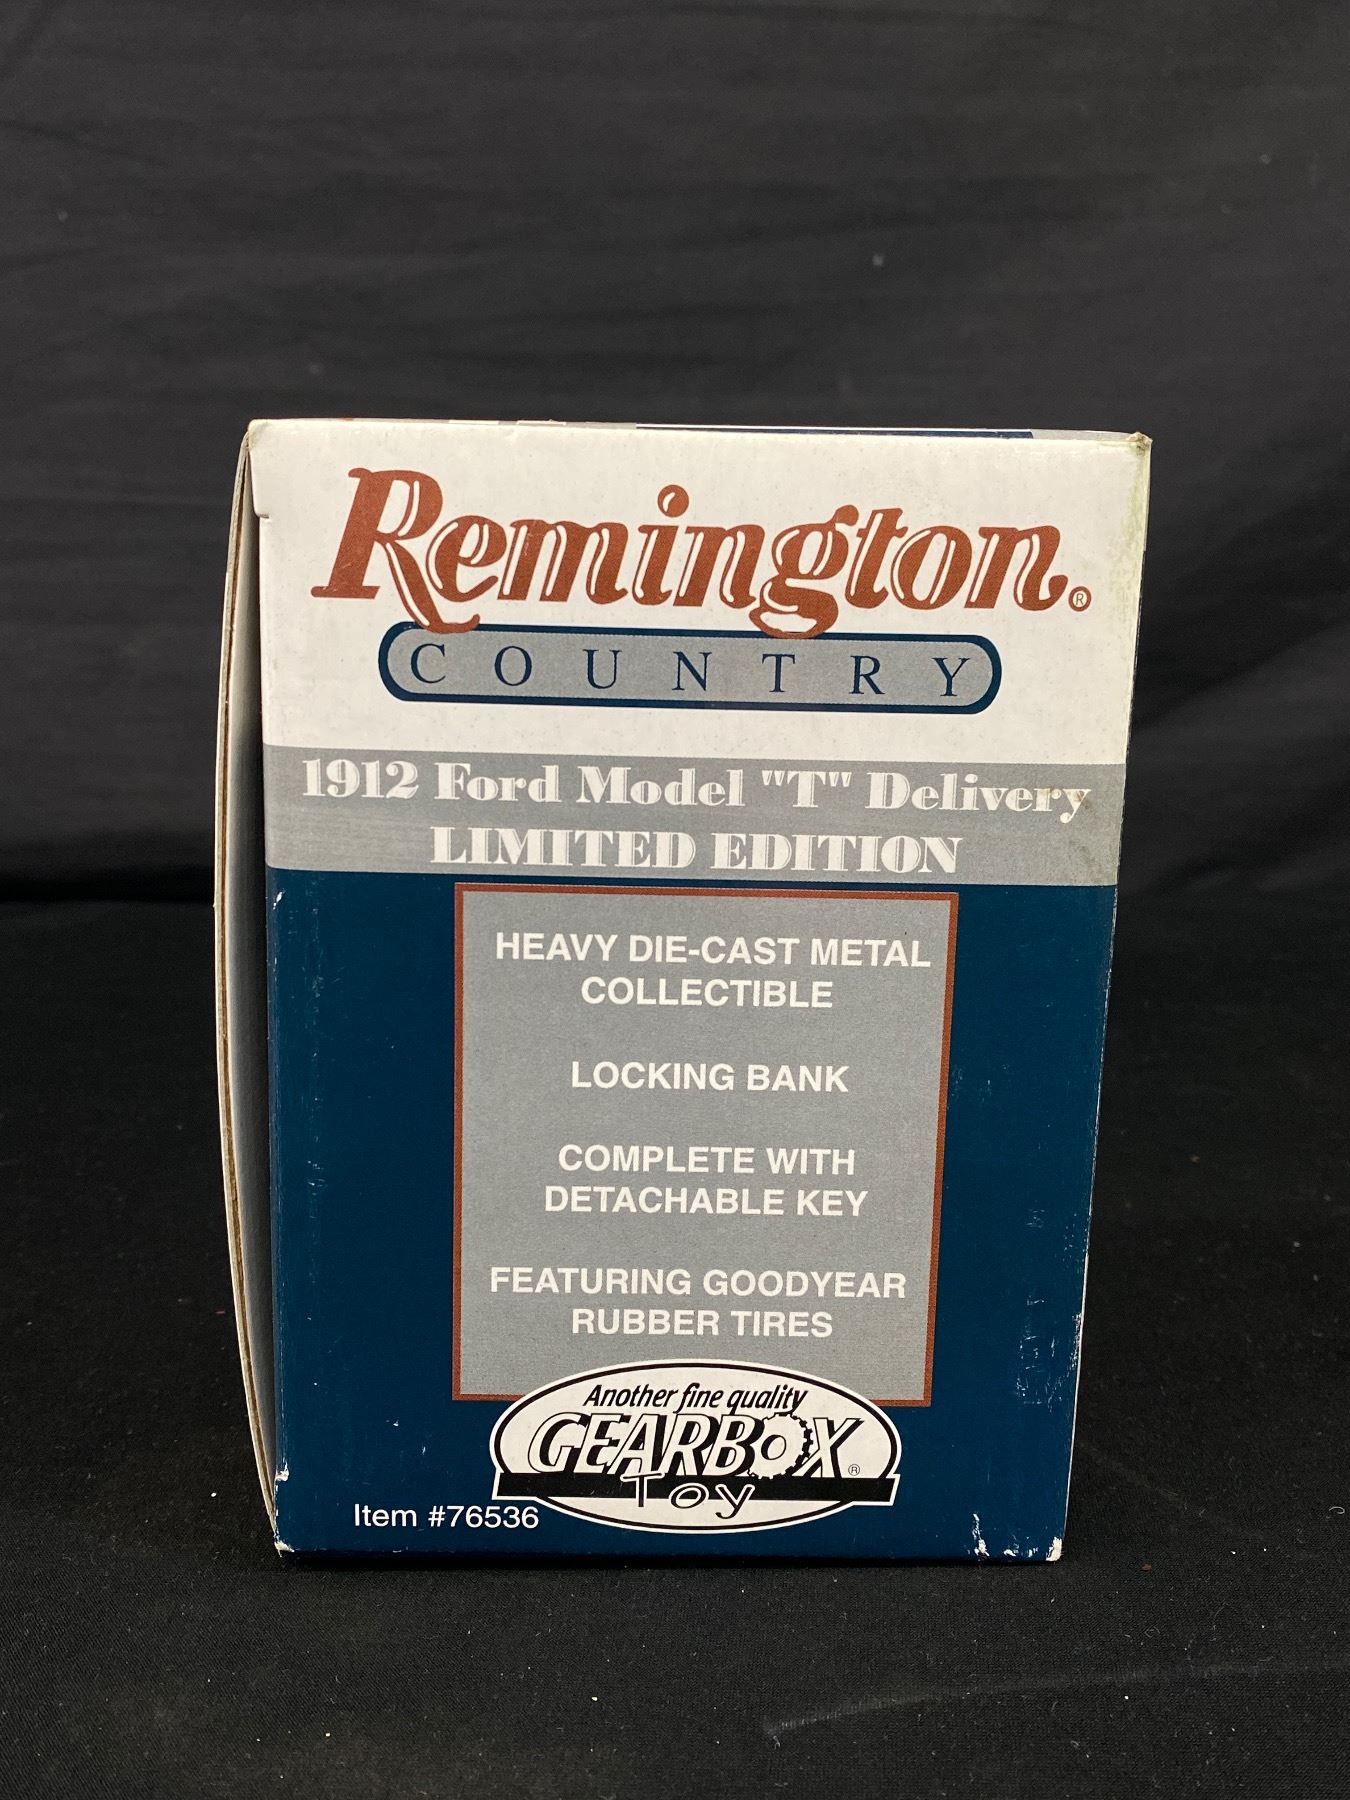 Remington®
COUNTRY
1912 Ford Model "T" Delivery
LIMITED EDITION
HEAVY DIE-CAST METAL
COLLECTIBLE
LOCKING BANK
COMPLETE WITH
DETACHABLE KEY
FEATURING GOODYEAR
RUBBER TIRES
Another fine quality
GEARBOX®
Toy
Item #76536